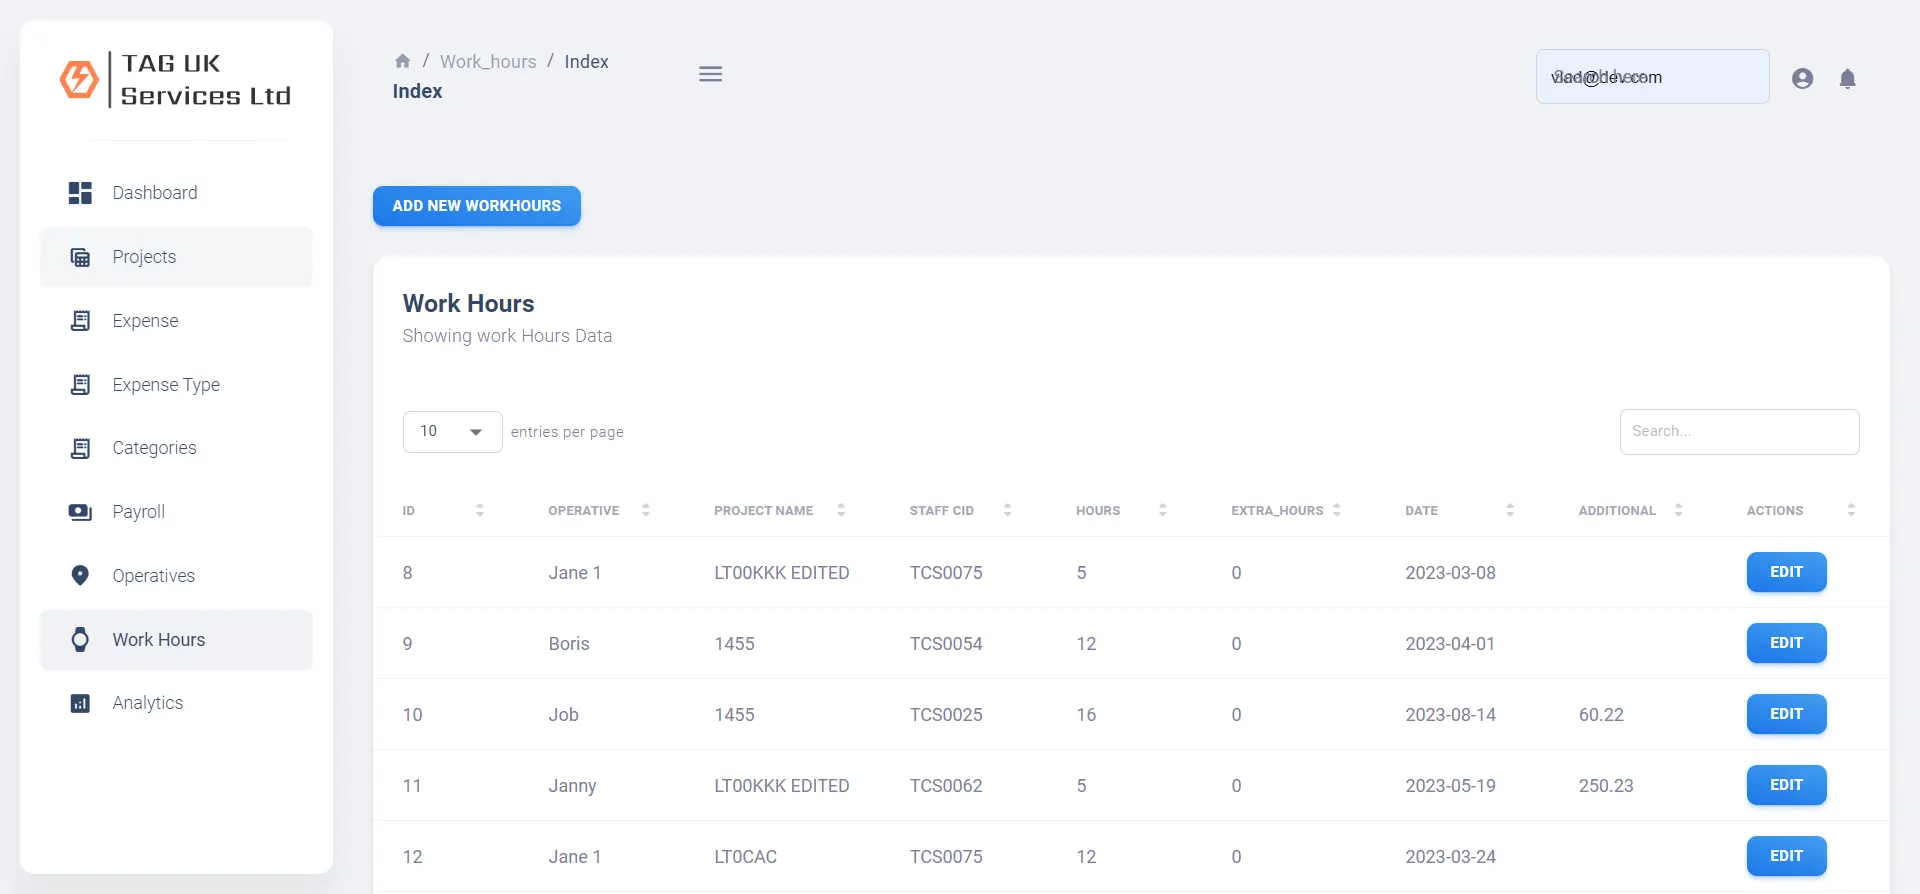 TAG UK
Services Ltd
Dashboard
Projects
Expense
Expense Type
Categories
Payroll
Operatives
Work Hours
Analytics
/ Work_hours / Index
Index
vlad@dev.com
ADD NEW WORKHOURS
Work Hours
Showing work Hours Data
10 entries per page
Search...
ID OPERATIVE PROJECT NAME STAFF CID HOURS EXTRA_HOURS DATE ADDITIONAL ACTIONS
8 Jane 1 LT00KKK EDITED TCS0075 5 0 2023-03-08 EDIT
9 Boris 1455 TCS0054 12 0 2023-04-01 EDIT
10 Job 1455 TCS0025 16 0 2023-08-14 60.22 EDIT
11 Janny LT00KKK EDITED TCS0062 5 0 2023-05-19 250.23 EDIT
12 Jane 1 LT0CAC TCS0075 12 0 2023-03-24 EDIT